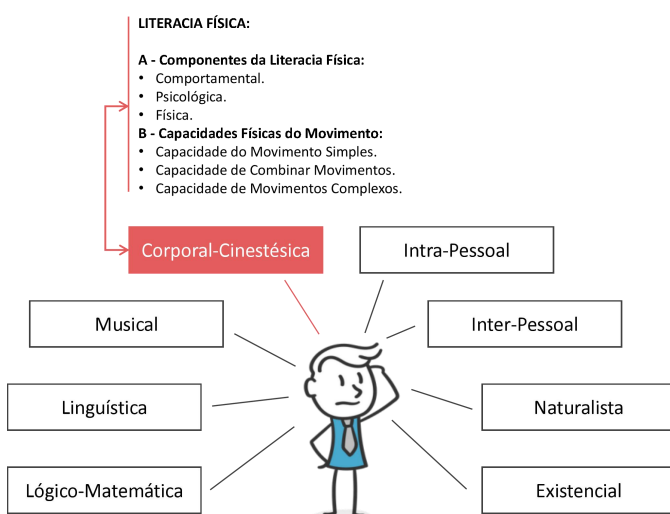 LITERACIA FÍSICA:
A - Componentes da Literacia Física:
• Comportamental.
• Psicológica.
• Física.
B - Capacidades Físicas do Movimento:
• Capacidade do Movimento Simples.
• Capacidade de Combinar Movimentos.
• Capacidade de Movimentos Complexos.
Corporal-Cinestésica
Intra-Pessoal
Musical
Inter-Pessoal
Linguística
Naturalista
Lógico-Matemática
Existencial